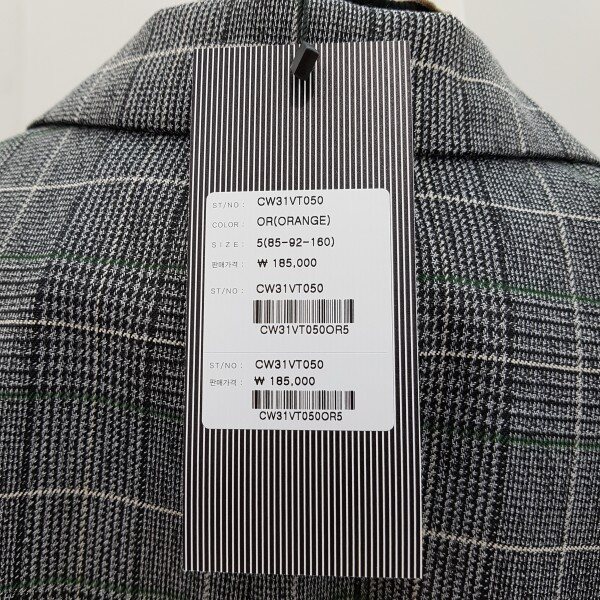 ST/NO : CW31VT050
COLOR : OR(ORANGE)
SIZE : 5(85-92-160)
판매가격 : ₩ 185,000
ST/NO : CW31VT050
CW31VT050OR5
ST/NO : CW31VT050
판매가격 : ₩ 185,000
CW31VT050OR5